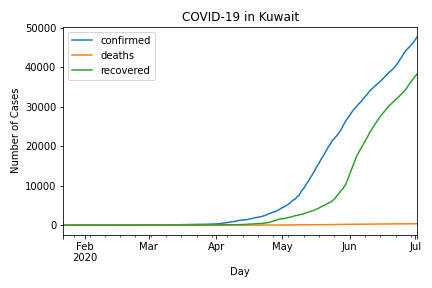 COVID-19 in Kuwait
confirmed
deaths
recovered
Number of Cases
50000
40000
30000
20000
10000
0
Feb Mar Apr May Jun Jul
2020
Day